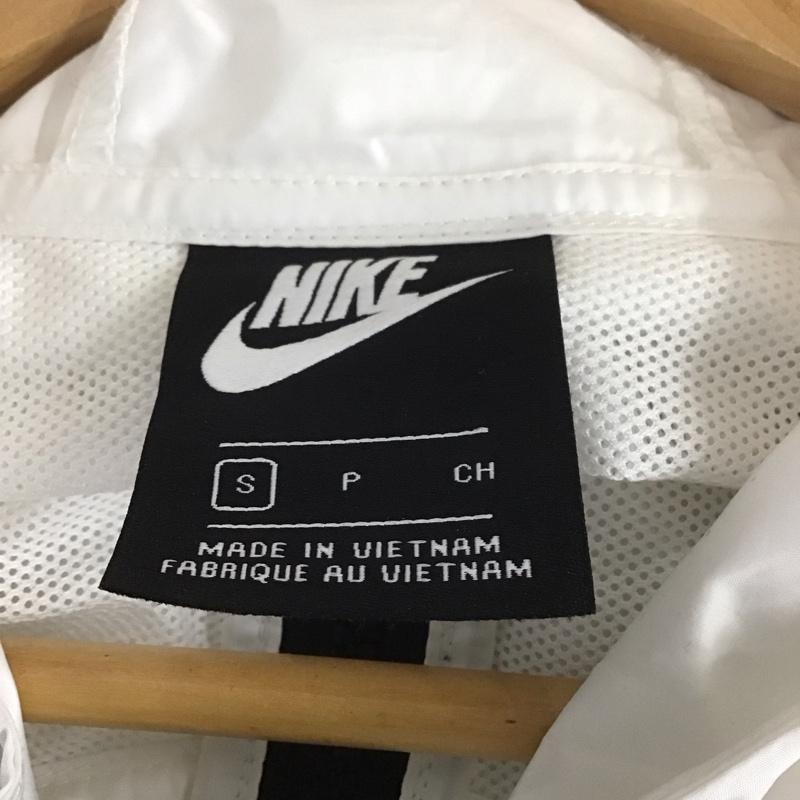 NIKE
S P CH
MADE IN VIETNAM
FABRIQUE AU VIETNAM